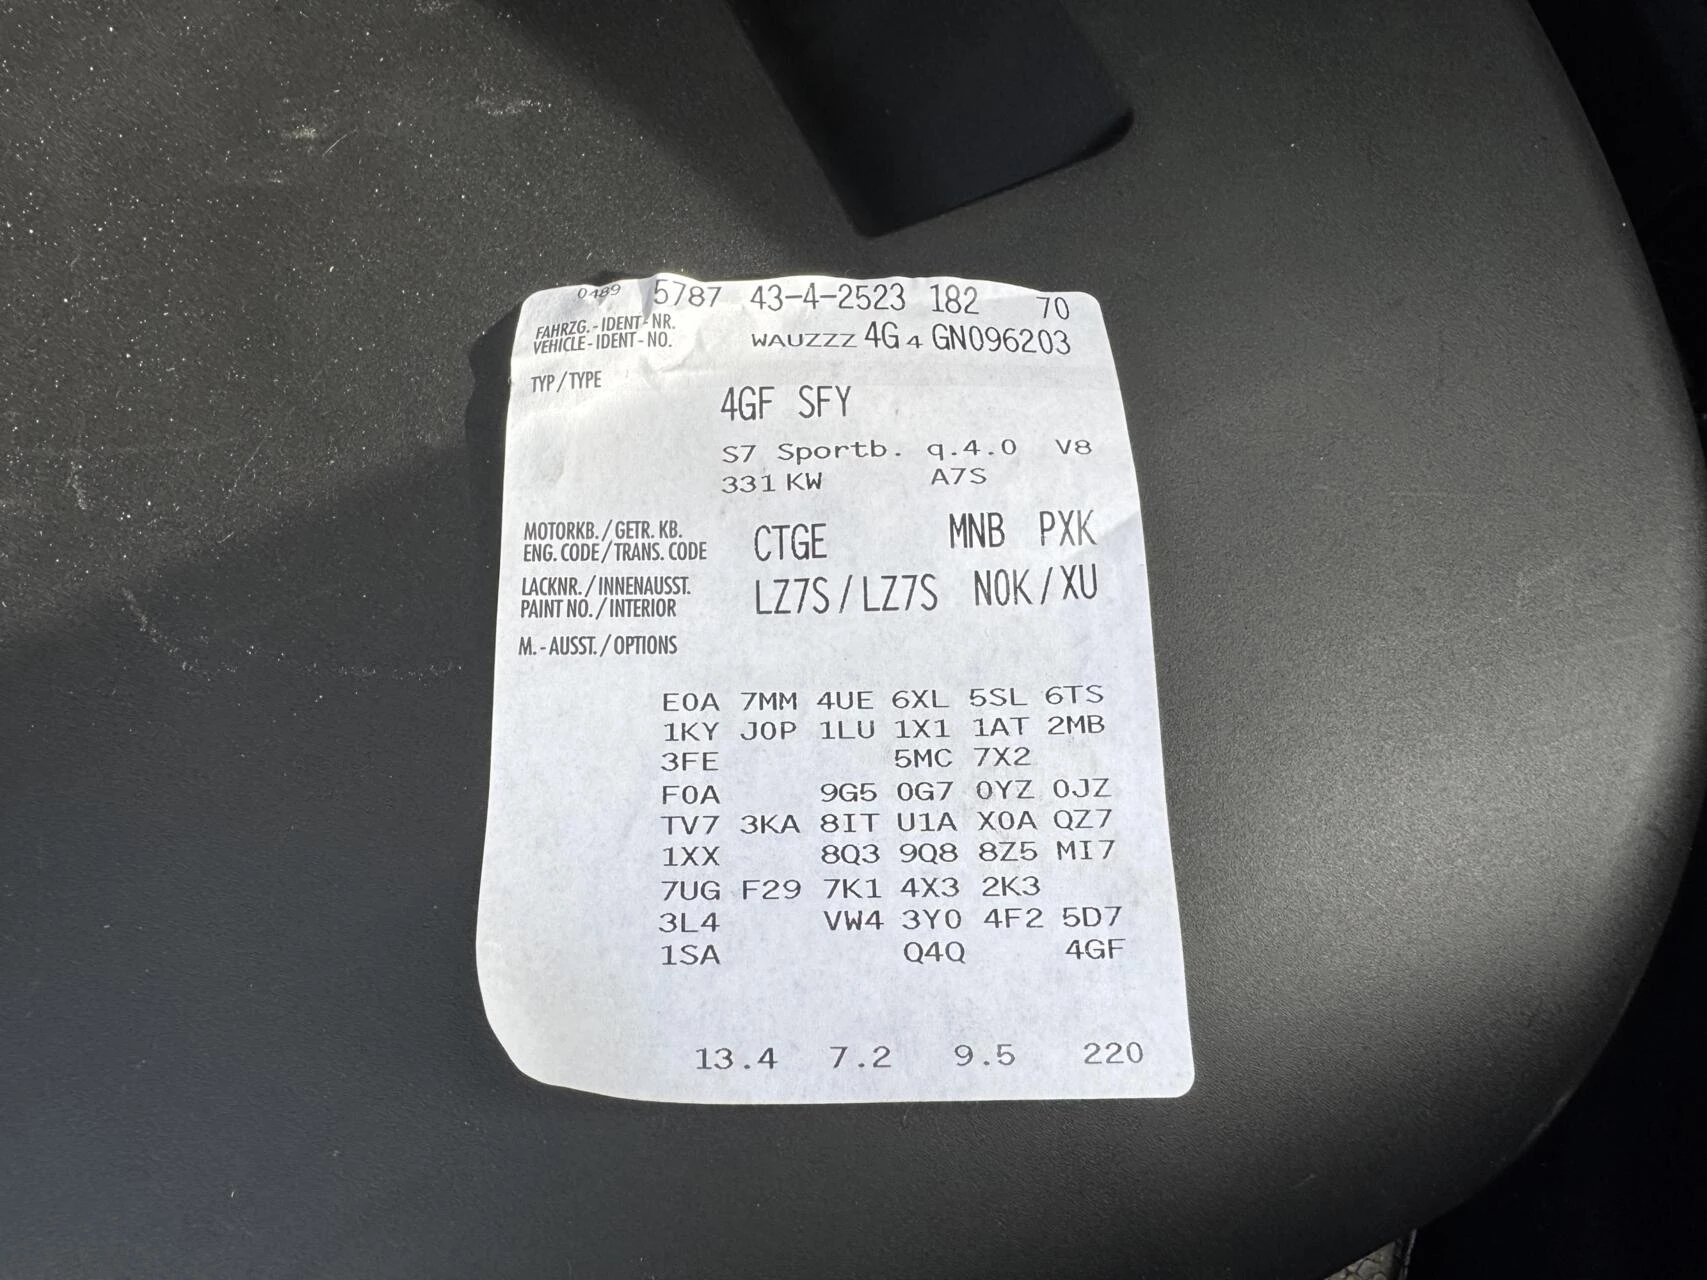 0489 5787 43-4-2523 182 70
FAHRZG.-IDENT-NR.
VEHICLE-IDENT-NO. WAUZZZ 4G 4 GN096203
TYP/TYPE
4GF SFY
S7 Sportb. q.4.0 V8
331 KW A7S
MOTORKB./GETR. KB.
ENG. CODE/TRANS. CODE CTGE MNB PXK
LACKNR./INNENAUSST.
PAINT NO./INTERIOR LZ7S/LZ7S N0K/XU
M.-AUSST./OPTIONS
E0A 7MM 4UE 6XL 5SL 6TS
1KY J0P 1LU 1X1 1AT 2MB
3FE 5MC 7X2
F0A 9G5 0G7 0YZ 0JZ
TV7 3KA 8IT U1A X0A QZ7
1XX 8Q3 9Q8 8Z5 MI7
7UG F29 7K1 4X3 2K3
3L4 VW4 3Y0 4F2 5D7
1SA Q4Q 4GF
13.4 7.2 9.5 220